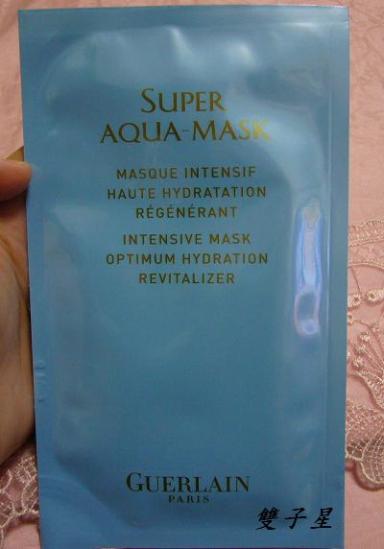 SUPER
AQUA-MASK
MASQUE INTENSIF
HAUTE HYDRATATION
RÉGÉNÉRANT
INTENSIVE MASK
OPTIMUM HYDRATION
REVITALIZER
GUERLAIN
PARIS
雙子星